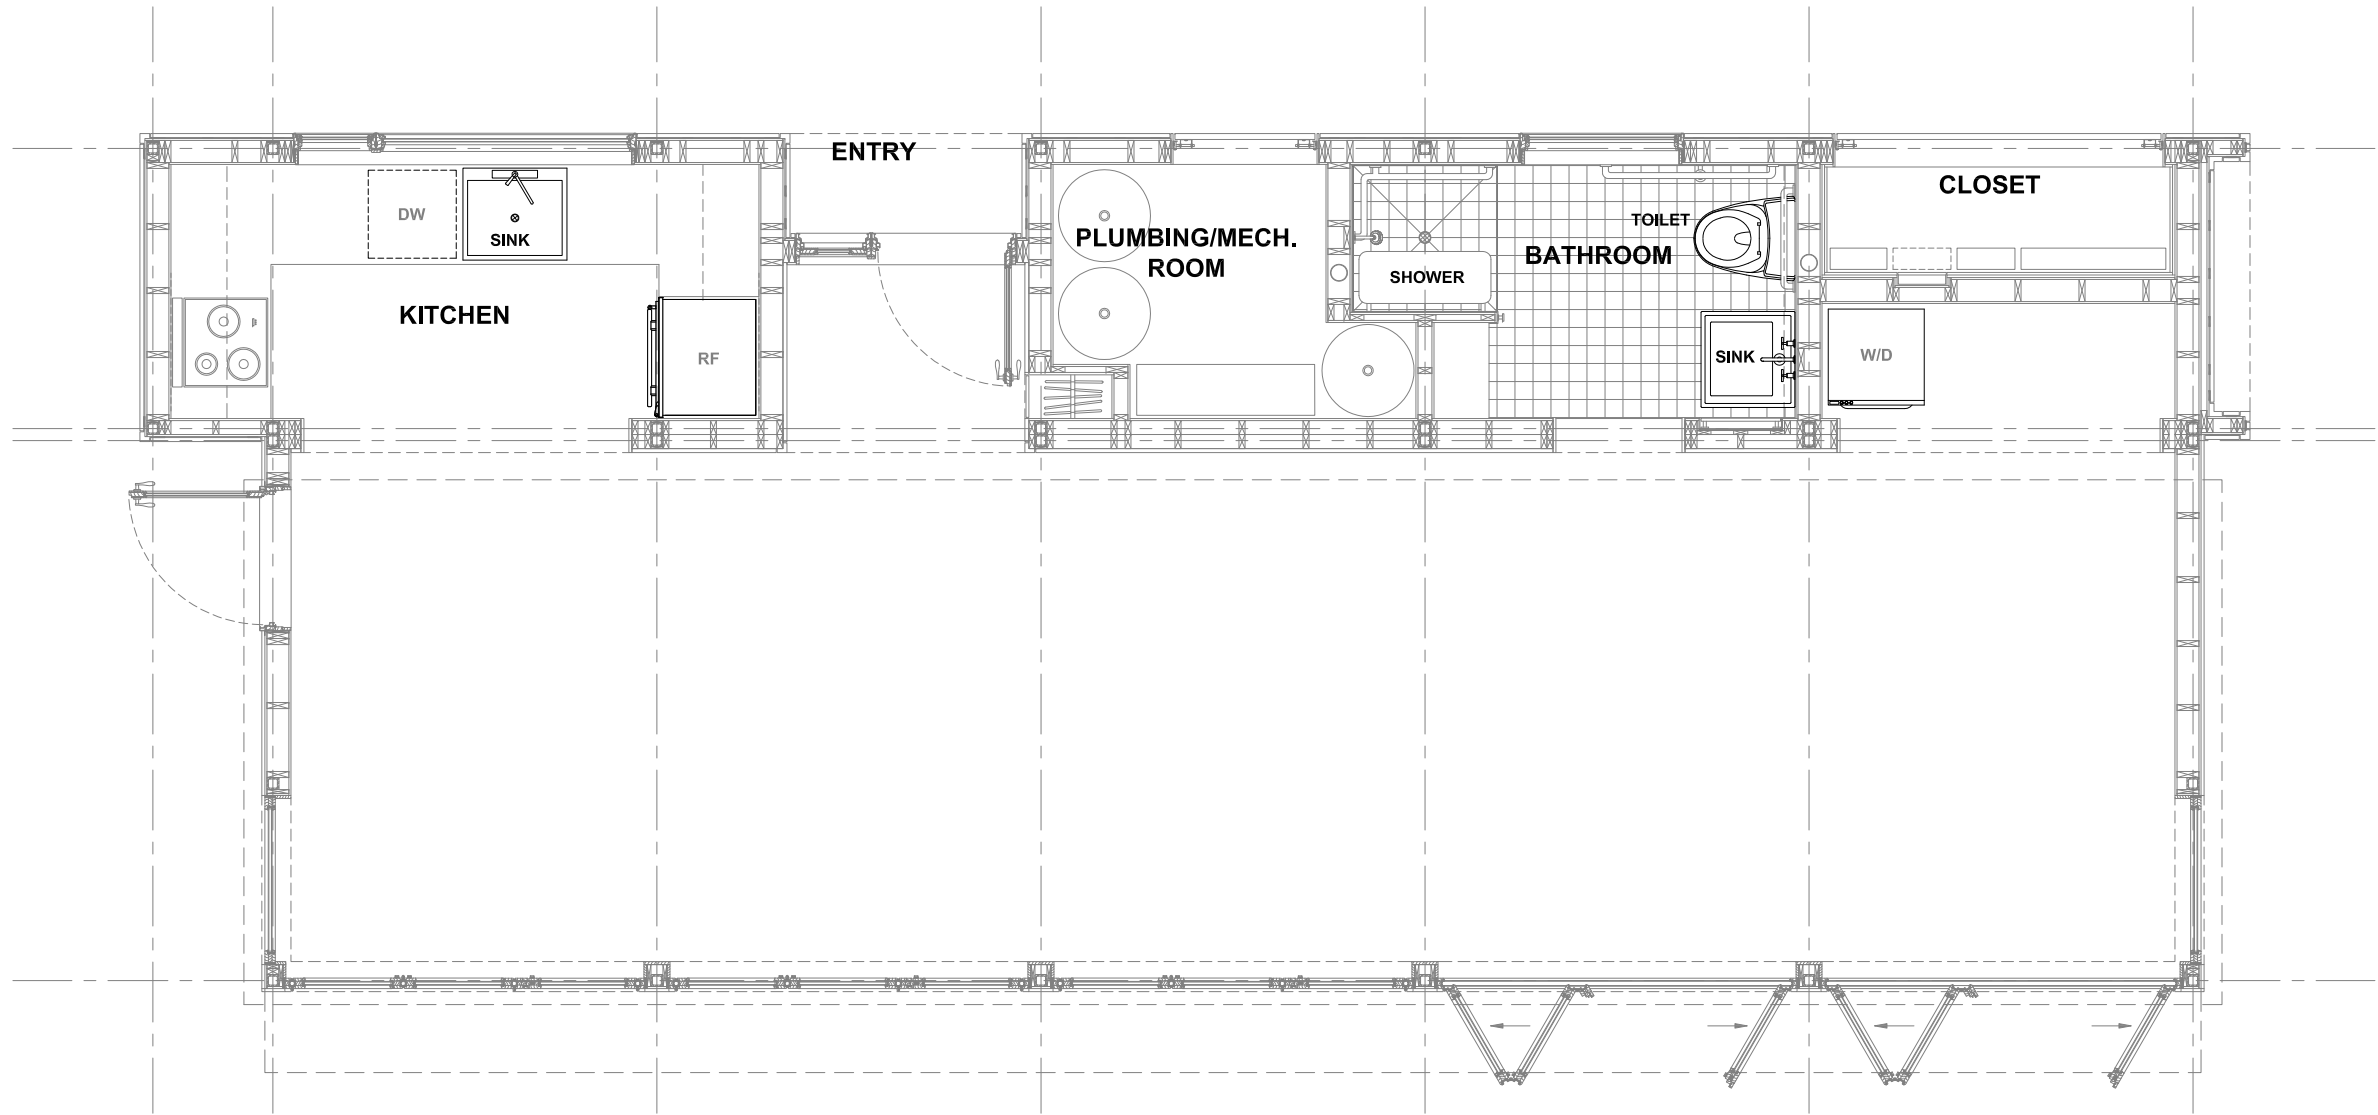 ENTRY
CLOSET
DW
SINK
TOILET
PLUMBING/MECH.
ROOM
BATHROOM
SHOWER
KITCHEN
RF
SINK
W/D